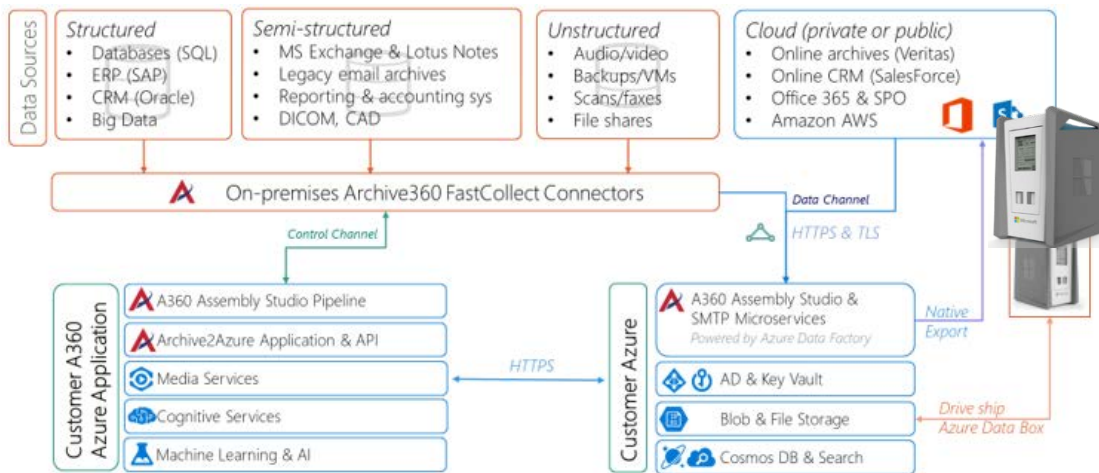 Data Sources
Structured
• Databases (SQL)
• ERP (SAP)
• CRM (Oracle)
• Big Data
Semi-structured
• MS Exchange & Lotus Notes
• Legacy email archives
• Reporting & accounting sys
• DICOM, CAD
Unstructured
• Audio/video
• Backups/VMs
• Scans/faxes
• File shares
Cloud (private or public)
• Online archives (Veritas)
• Online CRM (SalesForce)
• Office 365 & SPO
• Amazon AWS
On-premises Archive360 FastCollect Connectors
Data Channel
Control Channel
HTTPS & TLS
Customer A360
Azure Application
A360 Assembly Studio Pipeline
Archive2Azure Application & API
Media Services
Cognitive Services
Machine Learning & AI
HTTPS
Customer Azure
A360 Assembly Studio &
SMTP Microservices
Powered by Azure Data Factory
AD & Key Vault
Blob & File Storage
Cosmos DB & Search
Native
Export
Drive ship
Azure Data Box